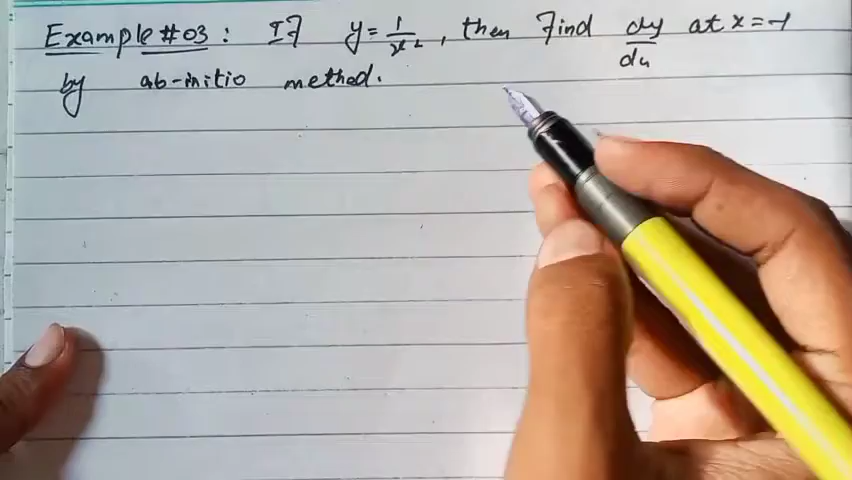 Example #03 : If y = 1/x², then Find dy/dx at x = -1
by ab-initio method.